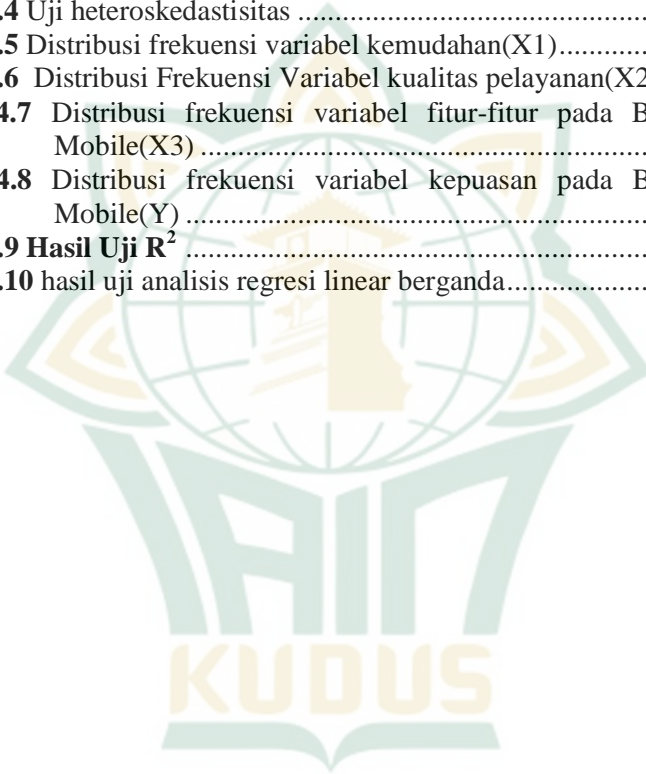 .4 Uji heteroskedastisitas ......................................................
.5 Distribusi frekuensi variabel kemudahan(X1)................
.6 Distribusi Frekuensi Variabel kualitas pelayanan(X2
4.7 Distribusi frekuensi variabel fitur-fitur pada B
Mobile(X3) ......................................................................
4.8 Distribusi frekuensi variabel kepuasan pada B
Mobile(Y) ........................................................................
.9 Hasil Uji R² .......................................................................
.10 hasil uji analisis regresi linear berganda.......................
IAIN
KUDUS